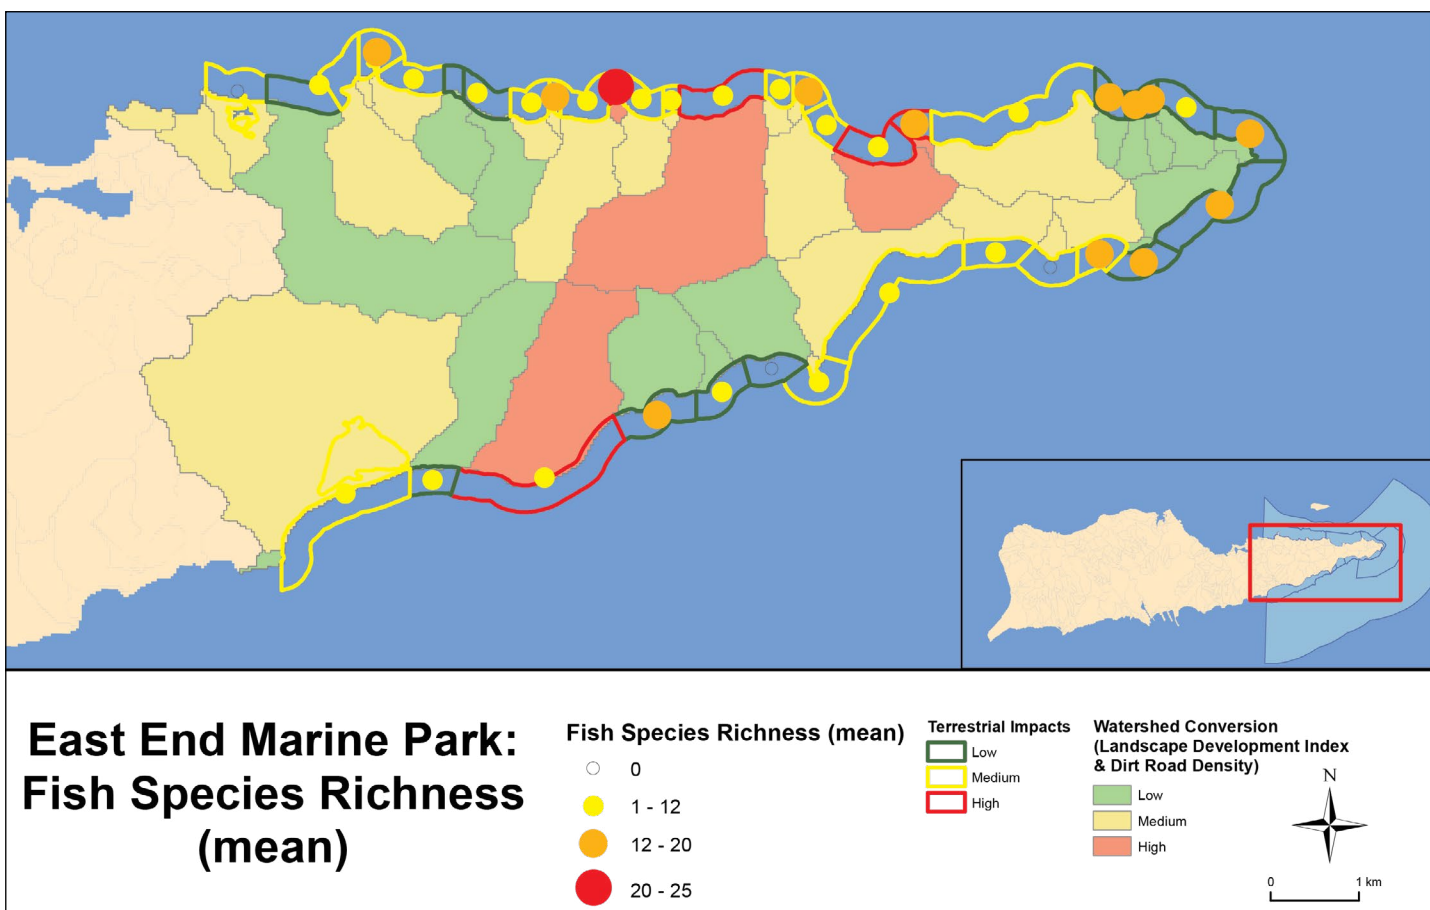 East End Marine Park:
Fish Species Richness
(mean)
Fish Species Richness (mean)
0
1 - 12
12 - 20
20 - 25
Terrestrial Impacts
Low
Medium
High
Watershed Conversion
(Landscape Development Index
& Dirt Road Density)
Low
Medium
High
N
0 1 km